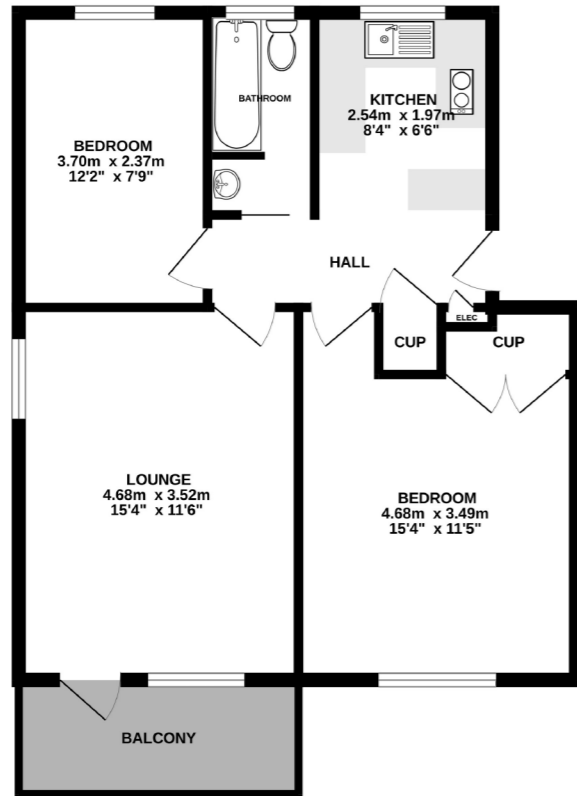 BATHROOM
KITCHEN
2.54m x 1.97m
8'4" x 6'6"
BEDROOM
3.70m x 2.37m
12'2" x 7'9"
HALL
ELEC
CUP
CUP
LOUNGE
4.68m x 3.52m
15'4" x 11'6"
BEDROOM
4.68m x 3.49m
15'4" x 11'5"
BALCONY